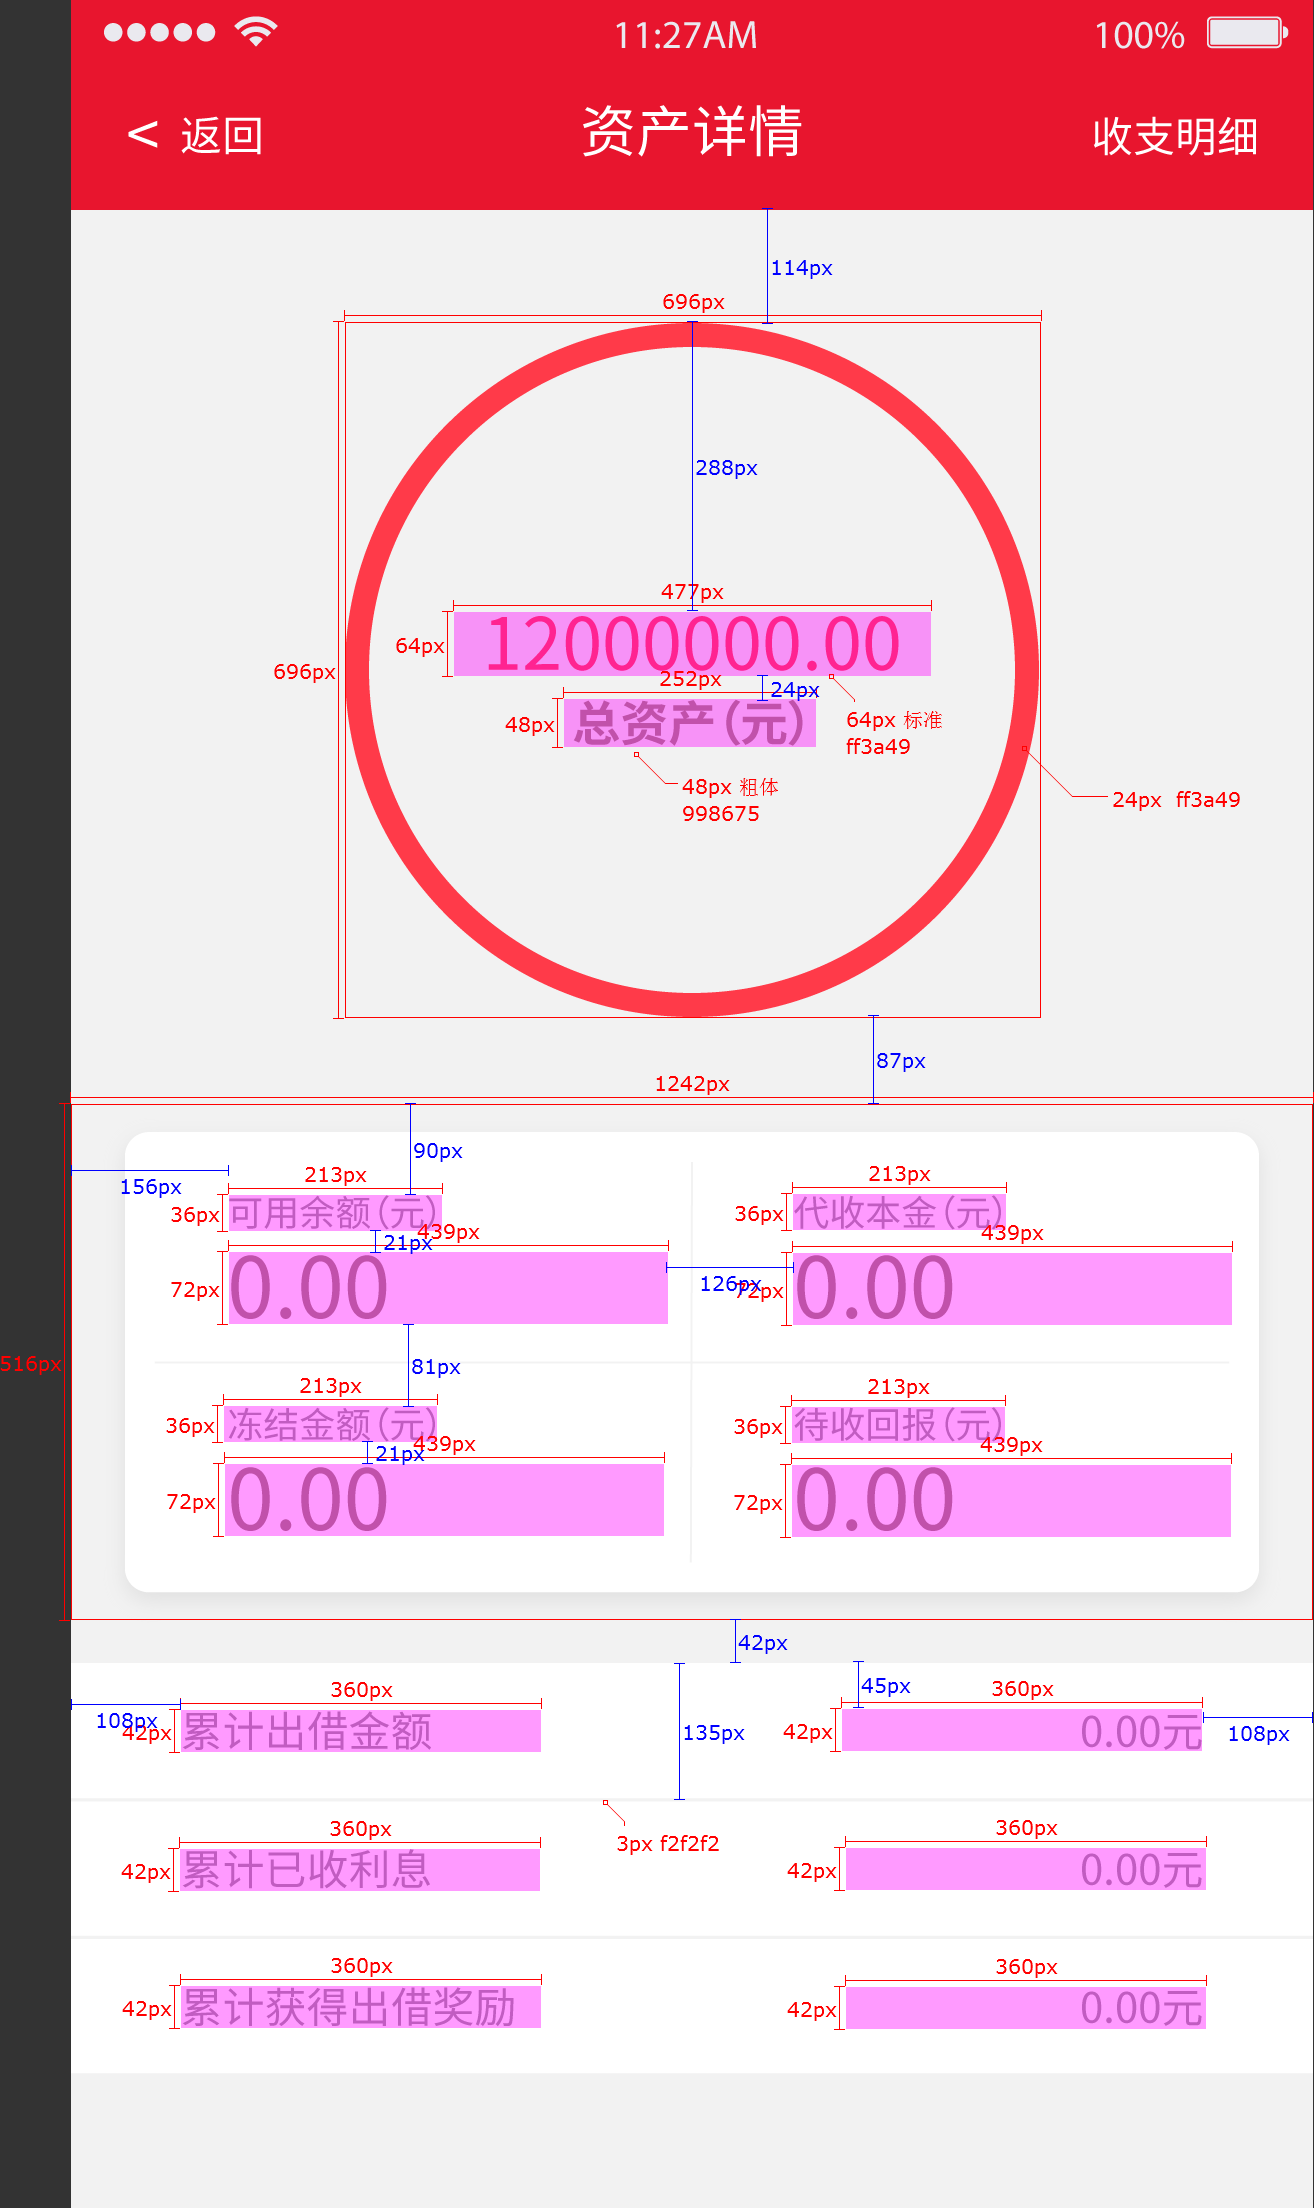 11:27AM 100%
< 返回 资产详情 收支明细
114px
696px
288px
477px
64px
12000000.00
696px
252px
24px
48px
总资产(元)
64px 标准
ff3a49
48px 粗体
998675
24px ff3a49
87px
1242px
90px
156px
213px
213px
36px
可用余额(元)
36px
代收本金(元)
21px
439px
439px
72px
0.00
126px
72px
0.00
516px
81px
213px
213px
36px
冻结金额(元)
36px
待收回报(元)
21px
439px
439px
72px
0.00
72px
0.00
42px
360px
45px
360px
108px
42px
累计出借金额
135px
42px
0.00元
108px
360px
3px f2f2f2
360px
42px
累计已收利息
42px
0.00元
360px
360px
42px
累计获得出借奖励
42px
0.00元